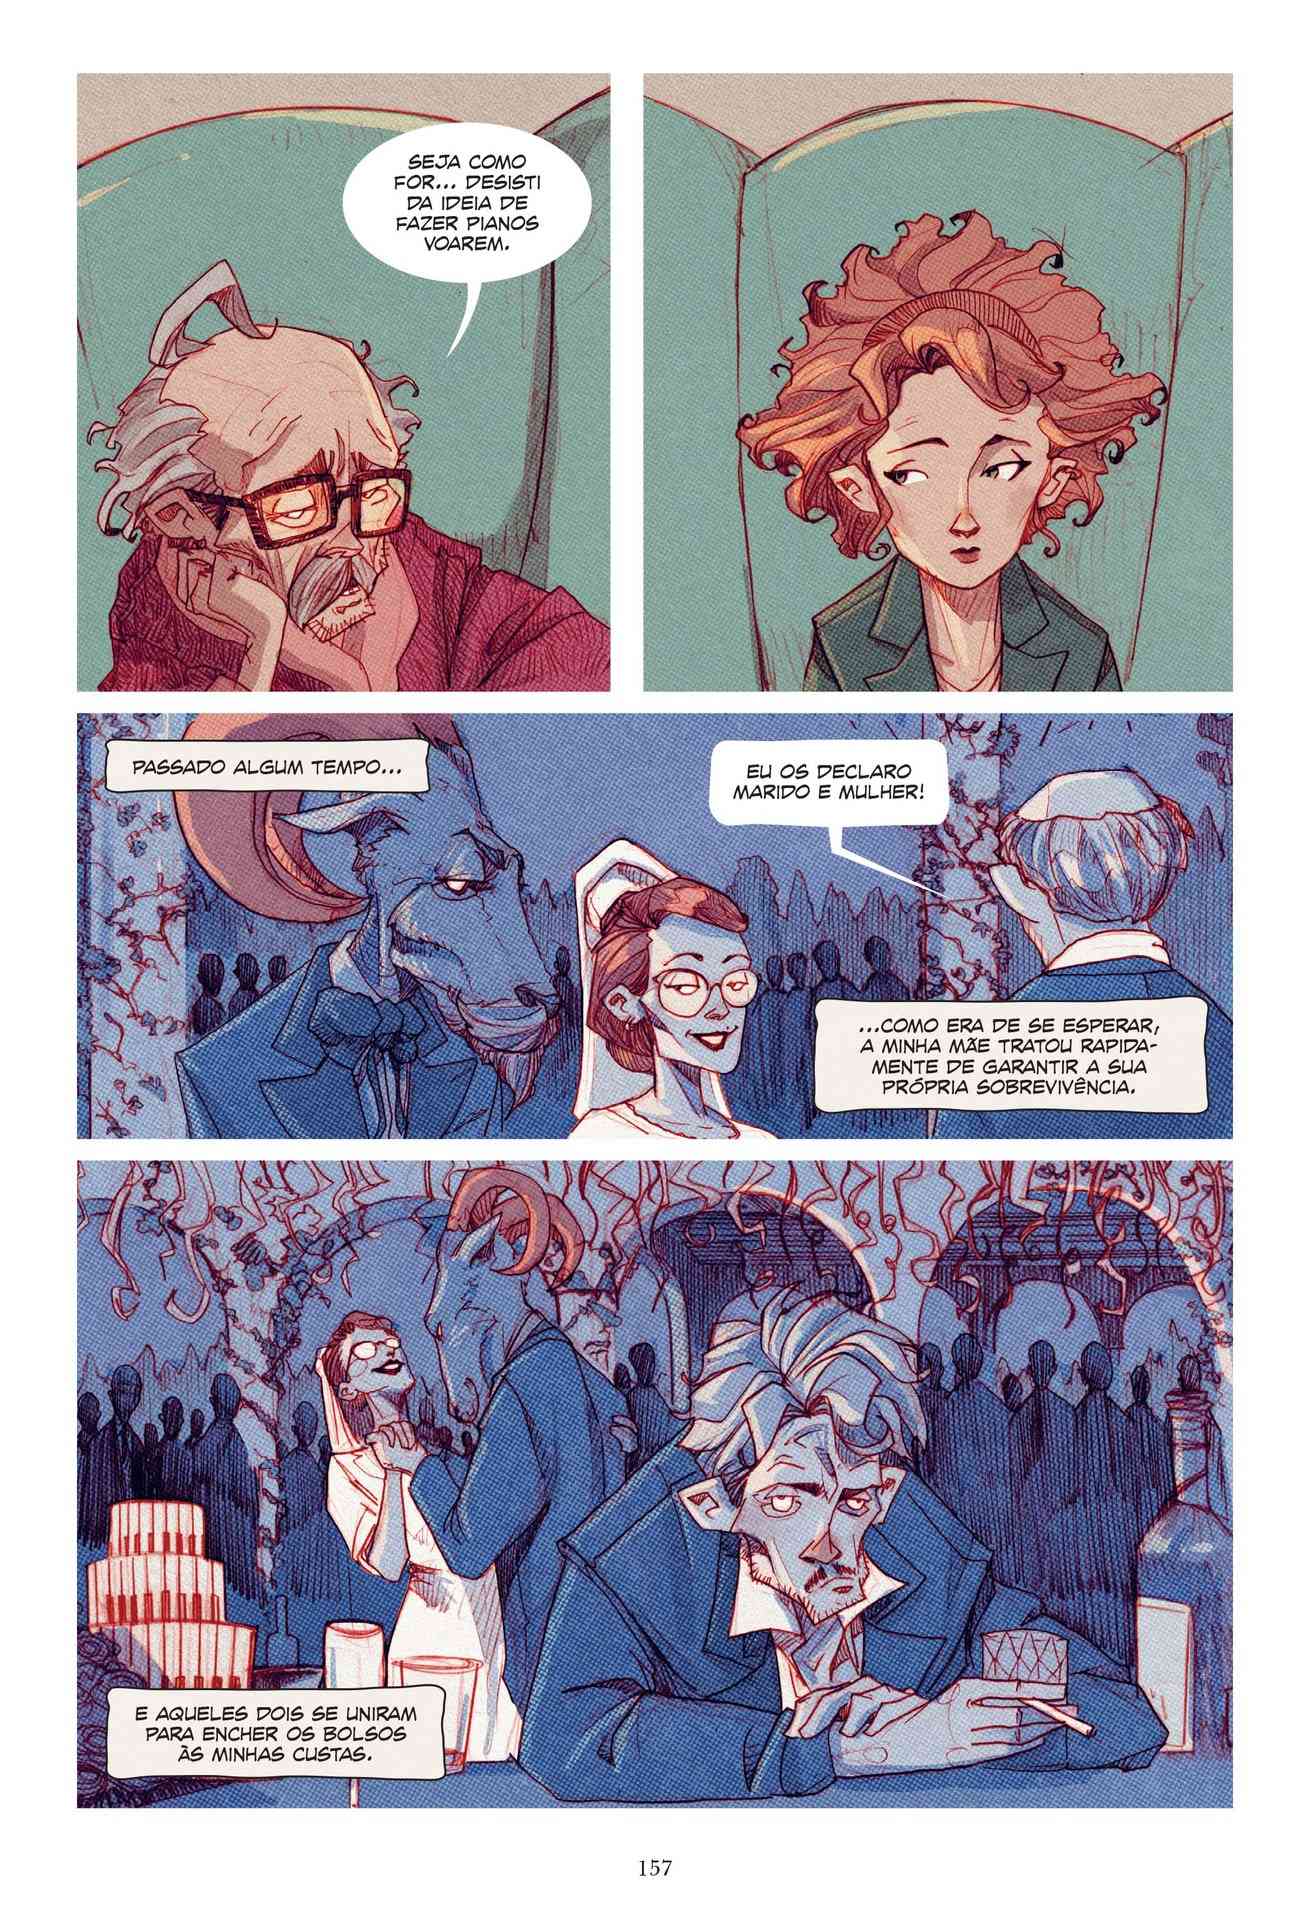 SEJA COMO
FOR... DESISTI
DA IDEIA DE
FAZER PIANOS
VOAREM.
PASSADO ALGUM TEMPO...
EU OS DECLARO
MARIDO E MULHER!
...COMO ERA DE SE ESPERAR,
A MINHA MÃE TRATOU RAPIDA-
MENTE DE GARANTIR A SUA
PRÓPRIA SOBREVIVÊNCIA.
E AQUELES DOIS SE UNIRAM
PARA ENCHER OS BOLSOS
ÀS MINHAS CUSTAS.
157